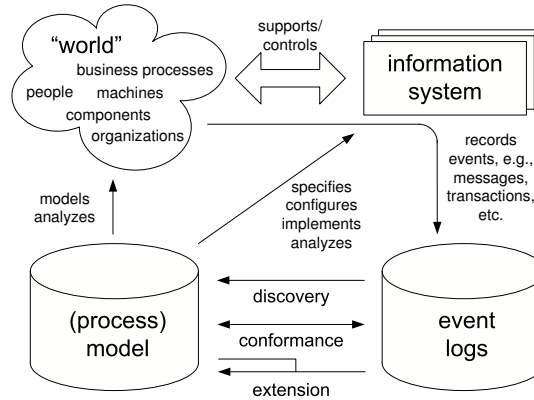 “world”
business processes
people machines
components
organizations
supports/
controls
information
system
models
analyzes
specifies
configures
implements
analyzes
records
events, e.g.,
messages,
transactions,
etc.
(process)
model
discovery
conformance
extension
event
logs